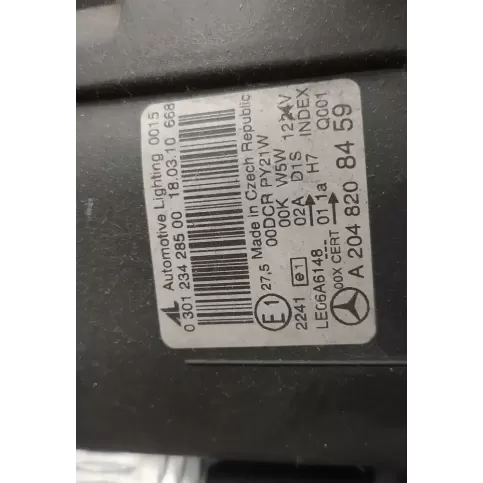 AL Automotive Lighting 0015
0 301 234 285 00 18.03.10 668
E1 27,5 Made in Czech Republic
00DCR PY21W
00K W5W 12V
2241 e1 02A D1S INDEX
LE06A6148 011a H7 Q001
00X CERT
A 204 820 84 59